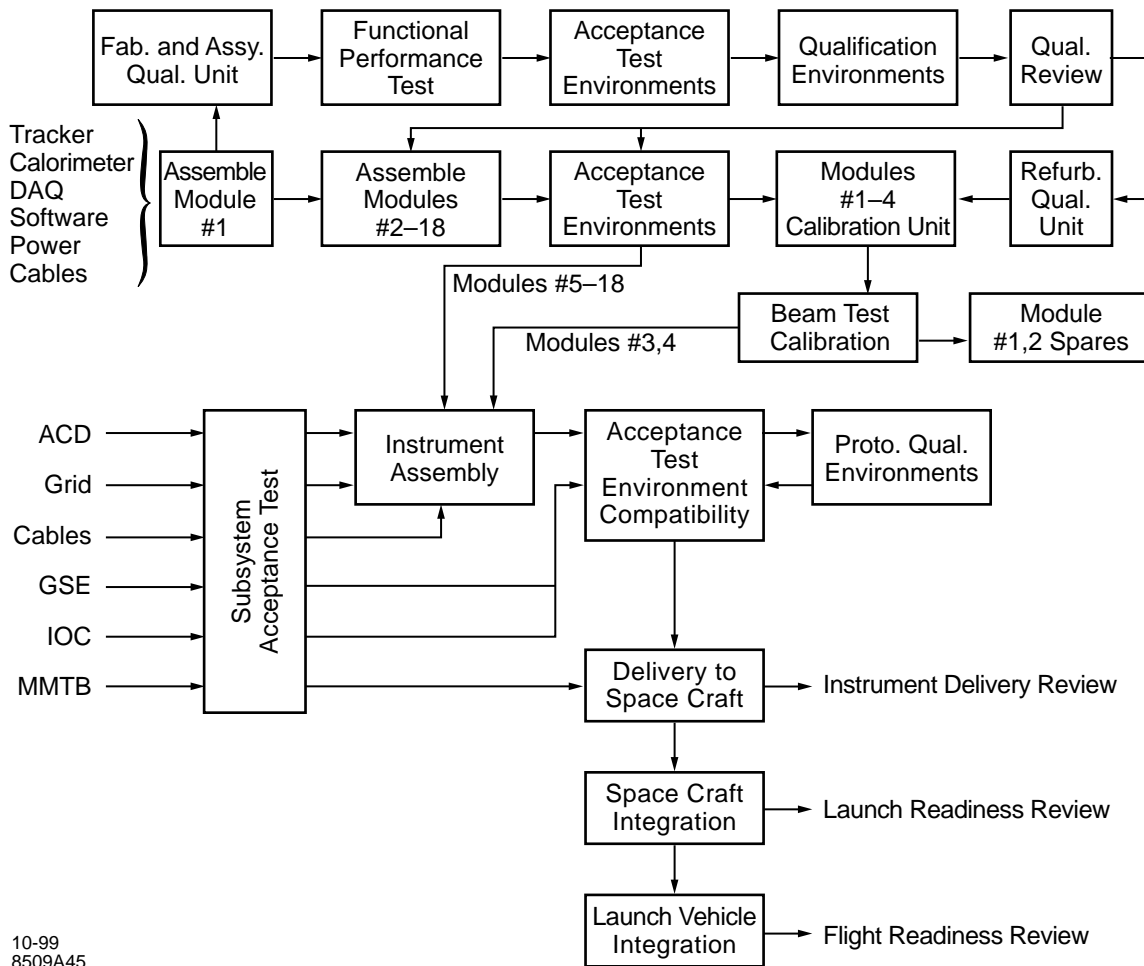 Fab. and Assy.
Qual. Unit
Functional
Performance
Test
Acceptance
Test
Environments
Qualification
Environments
Qual.
Review
Tracker
Calorimeter
DAQ
Software
Power
Cables
Assemble
Module
#1
Assemble
Modules
#2–18
Acceptance
Test
Environments
Modules
#1–4
Calibration Unit
Refurb.
Qual.
Unit
Modules #5–18
Beam Test
Calibration
Module
#1,2 Spares
Modules #3,4
ACD
Grid
Cables
GSE
IOC
MMTB
Subsystem
Acceptance Test
Instrument
Assembly
Acceptance
Test
Environment
Compatibility
Proto. Qual.
Environments
Delivery to
Space Craft
Instrument Delivery Review
Space Craft
Integration
Launch Readiness Review
Launch Vehicle
Integration
Flight Readiness Review
10-99
8509A45